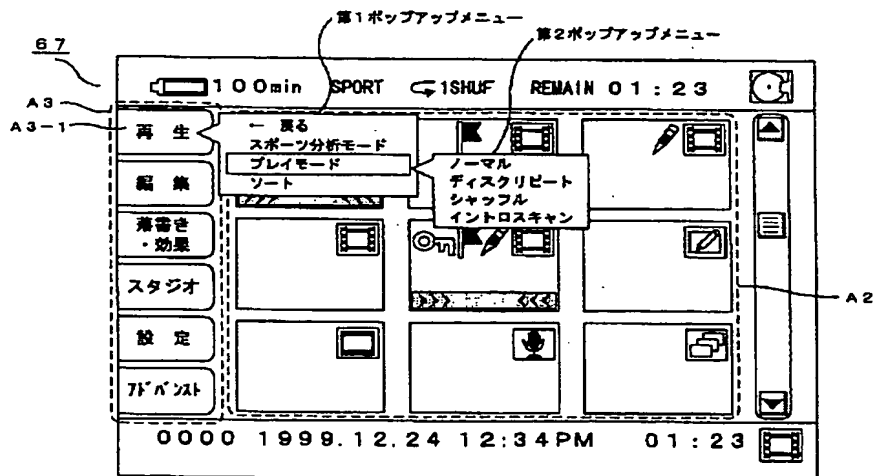 第1ポップアップメニュー
第2ポップアップメニュー
67
100min SPORT 1SHUF REMAIN 01:23
A3
A3-1
再生
← 戻る
スポーツ分析モード
プレイモード
ソート
ノーマル
ディスクリピート
シャッフル
イントロスキャン
編集
落書き
・効果
スタジオ
設定
アドバンスト
A2
0000 1999.12.24 12:34PM 01:23